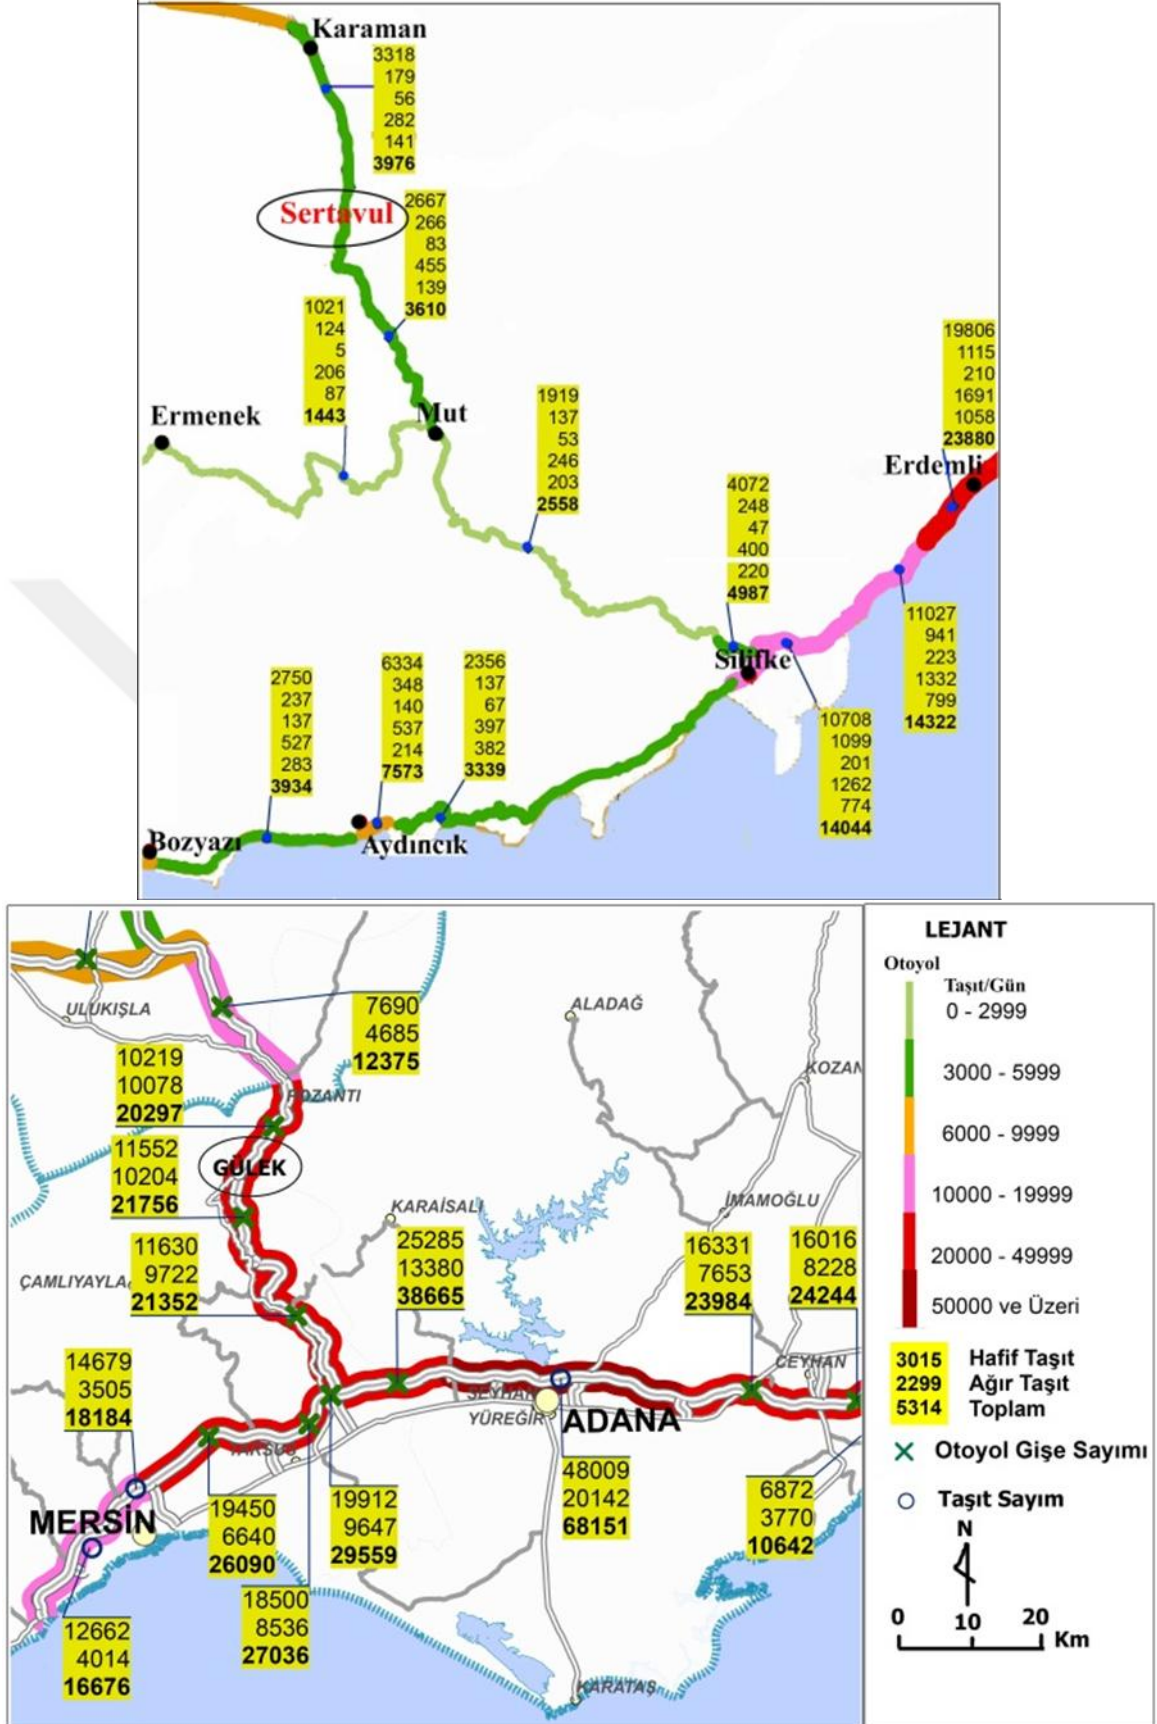 Karaman
3318
179
56
282
141
3976
Sertavul
2667
266
83
455
139
3610
1021
124
5
206
87
1443
Ermenek
Mut
1919
137
53
246
203
2558
19806
1115
210
1691
1058
23880
Erdemli
4072
248
47
400
220
4987
Silifke
11027
941
223
1332
799
14322
10708
1099
201
1262
774
14044
2750
237
137
527
283
3934
6334
348
140
537
214
7573
2356
137
67
397
382
3339
Bozyazı
Aydıncık
ULUKIŞLA
7690
4685
12375
10219
10078
20297
POZANTI
11552
10204
21756
GÜLEK
ALADAĞ
KOZAN
KARAİSALI
İMAMOĞLU
ÇAMLIYAYLA
11630
9722
21352
25285
13380
38665
16331
7653
23984
16016
8228
24244
CEYHAN
14679
3505
18184
SEYHAN
YÜREĞİR
ADANA
TARSUS
MERSİN
19450
6640
26090
19912
9647
29559
48009
20142
68151
6872
3770
10642
18500
8536
27036
12662
4014
16676
KARATAŞ
LEJANT
Otoyol
Taşıt/Gün
0 - 2999
3000 - 5999
6000 - 9999
10000 - 19999
20000 - 49999
50000 ve Üzeri
3015 Hafif Taşıt
2299 Ağır Taşıt
5314 Toplam
Otoyol Gişe Sayımı
Taşıt Sayım
N
0 10 20
Km